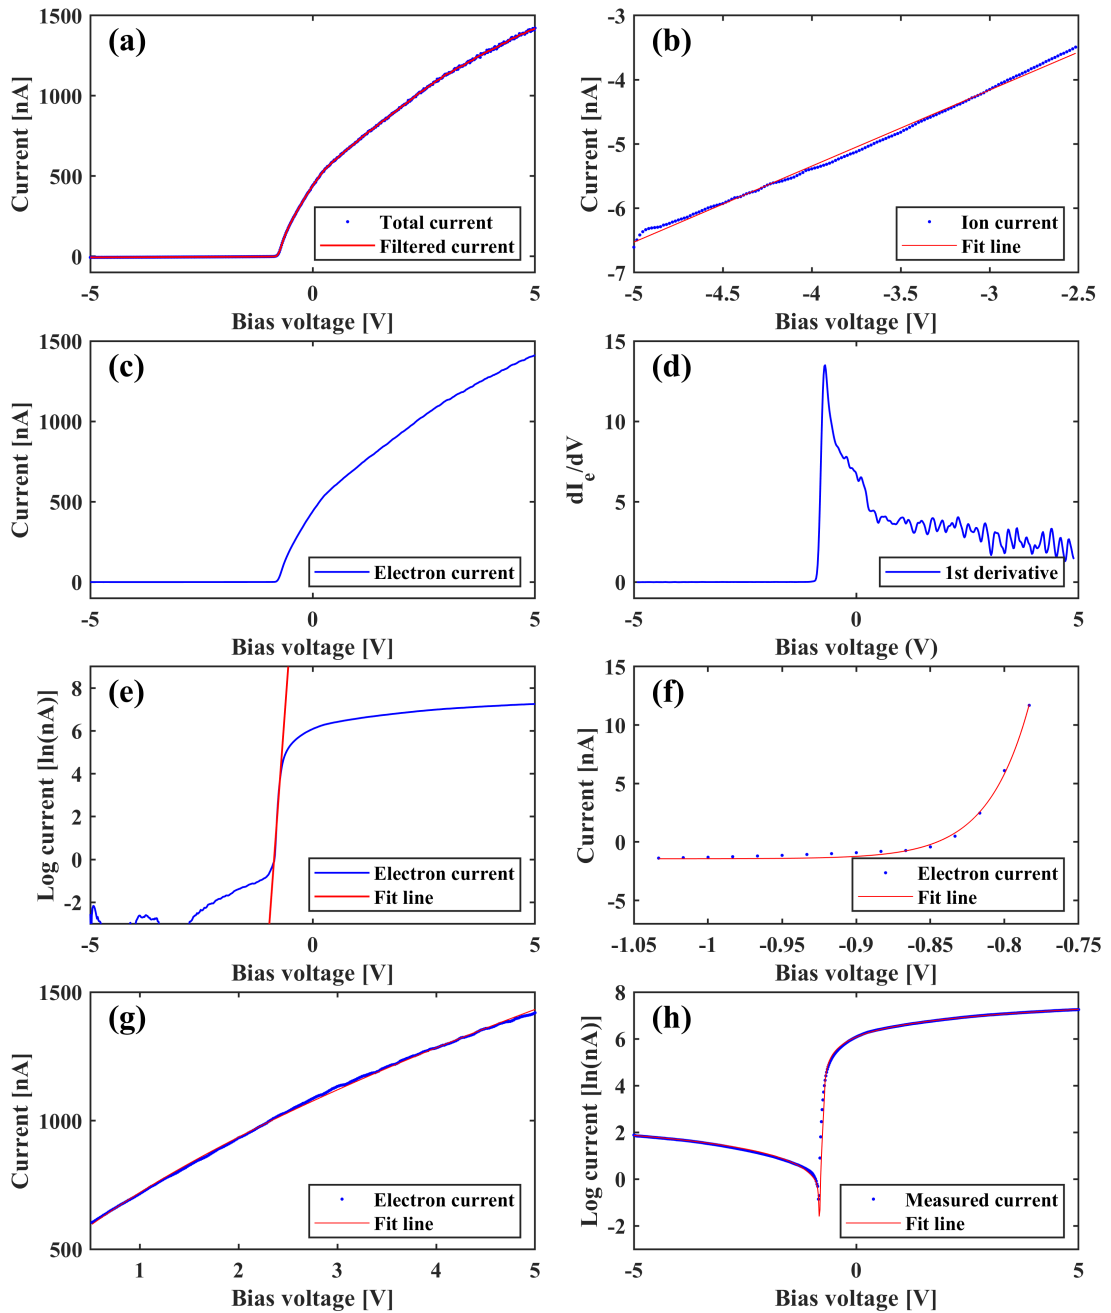 (a)
Current [nA]
1500
1000
500
0
-5
0
5
Bias voltage [V]
Total current
Filtered current
(b)
Current [nA]
-3
-4
-5
-6
-7
-5
-4.5
-4
-3.5
-3
-2.5
Bias voltage [V]
Ion current
Fit line
(c)
Current [nA]
1500
1000
500
0
-5
0
5
Bias voltage [V]
Electron current
(d)
dIe/dV
15
10
5
0
-5
0
5
Bias voltage (V)
1st derivative
(e)
Log current [ln(nA)]
8
6
4
2
0
-2
-5
0
5
Bias voltage [V]
Electron current
Fit line
(f)
Current [nA]
15
10
5
0
-5
-1.05
-1
-0.95
-0.9
-0.85
-0.8
-0.75
Bias voltage [V]
Electron current
Fit line
(g)
Current [nA]
1500
1000
500
1
2
3
4
5
Bias voltage [V]
Electron current
Fit line
(h)
Log current [ln(nA)]
8
6
4
2
0
-2
-5
0
5
Bias voltage [V]
Measured current
Fit line